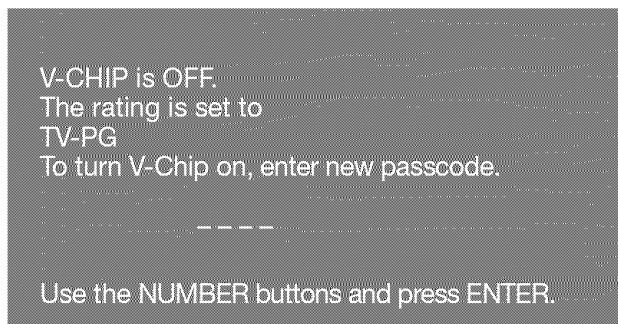 V-CHIP is OFF.
The rating is set to
TV-PG
To turn V-Chip on, enter new passcode.
_ _ _ _
Use the NUMBER buttons and press ENTER.